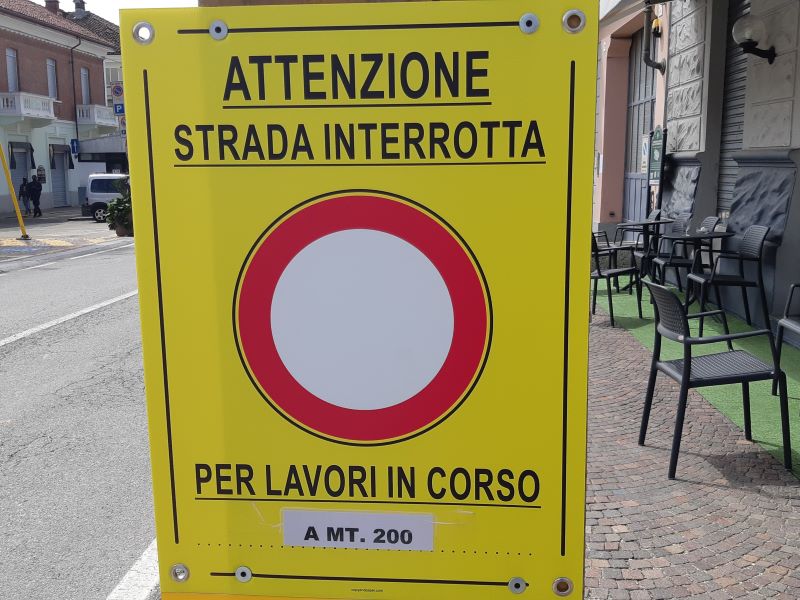 ATTENZIONE
STRADA INTERROTTA
PER LAVORI IN CORSO
A MT. 200